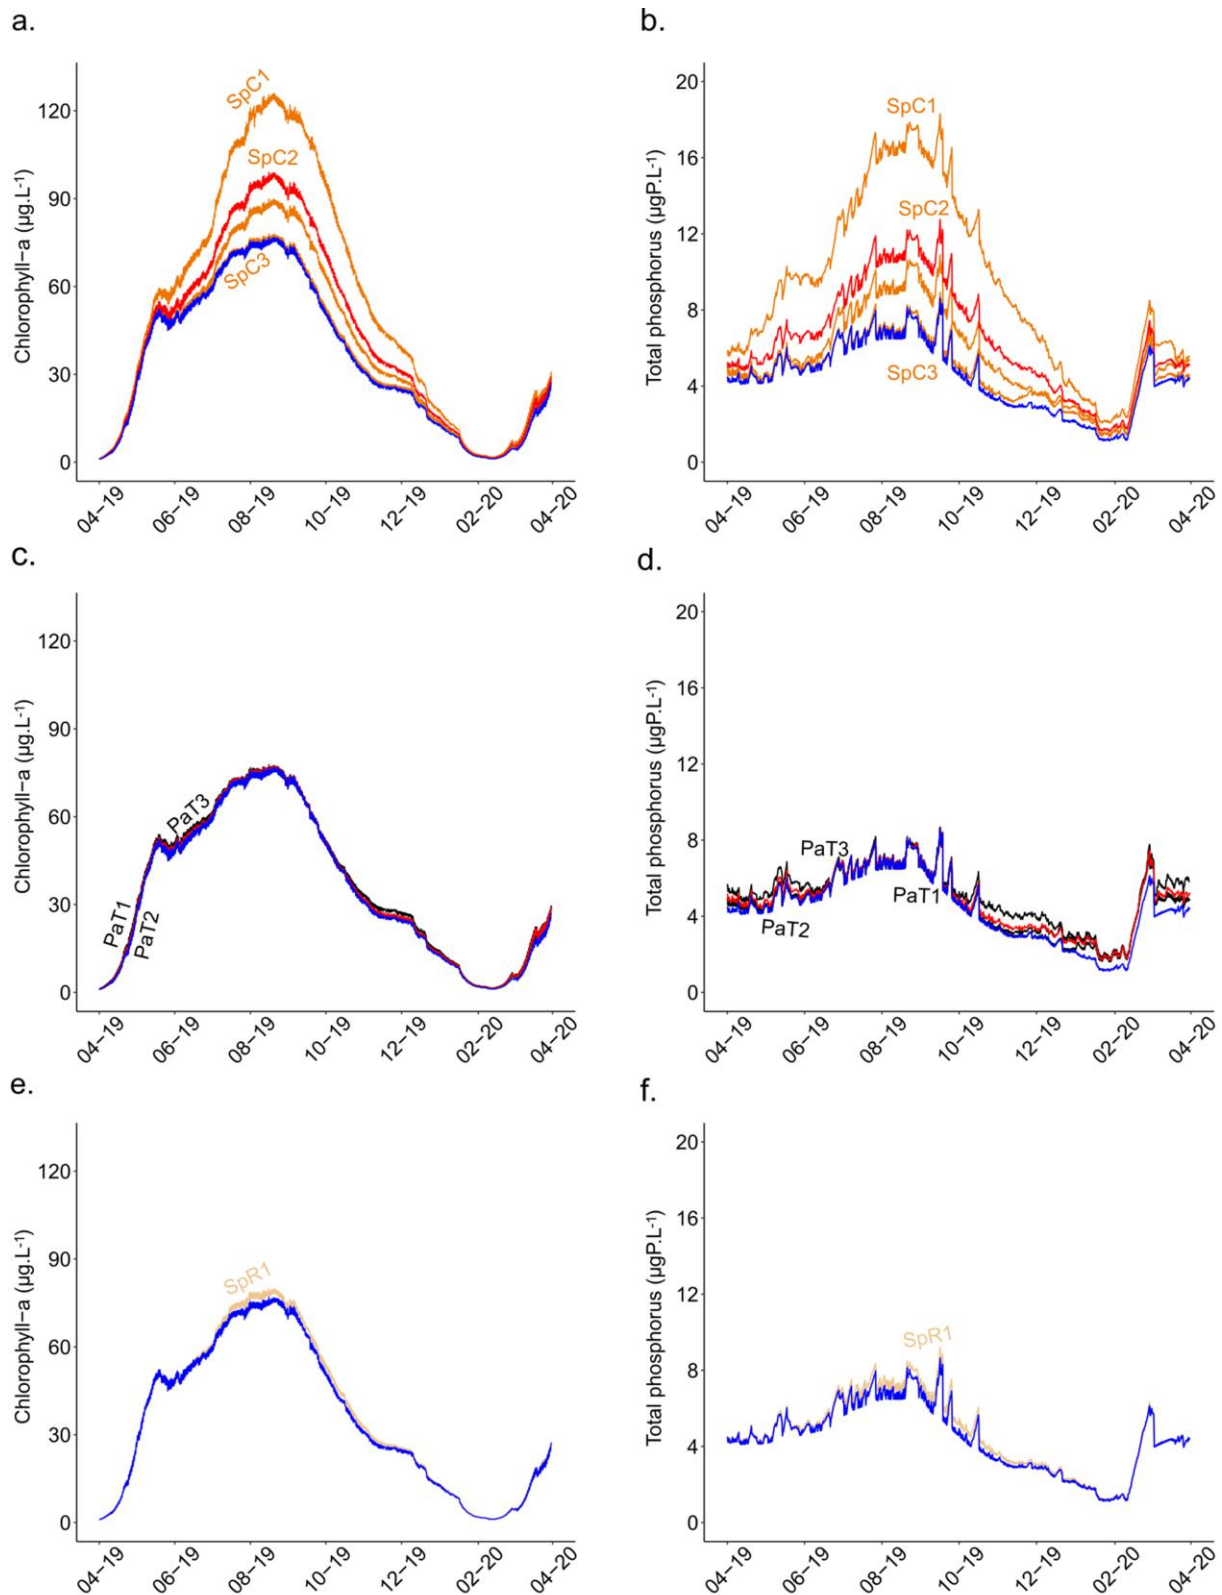 a.
Chlorophyll−a (µg.L⁻¹)
120
90
60
30
0
SpC1
SpC2
SpC3
04−19
06−19
08−19
10−19
12−19
02−20
04−20
b.
Total phosphorus (µgP.L⁻¹)
20
16
12
8
4
0
SpC1
SpC2
SpC3
04−19
06−19
08−19
10−19
12−19
02−20
04−20
c.
Chlorophyll−a (µg.L⁻¹)
120
90
60
30
0
PaT3
PaT1
PaT2
04−19
06−19
08−19
10−19
12−19
02−20
04−20
d.
Total phosphorus (µgP.L⁻¹)
20
16
12
8
4
0
PaT3
PaT1
PaT2
04−19
06−19
08−19
10−19
12−19
02−20
04−20
e.
Chlorophyll−a (µg.L⁻¹)
120
90
60
30
0
SpR1
04−19
06−19
08−19
10−19
12−19
02−20
04−20
f.
Total phosphorus (µgP.L⁻¹)
20
16
12
8
4
0
SpR1
04−19
06−19
08−19
10−19
12−19
02−20
04−20